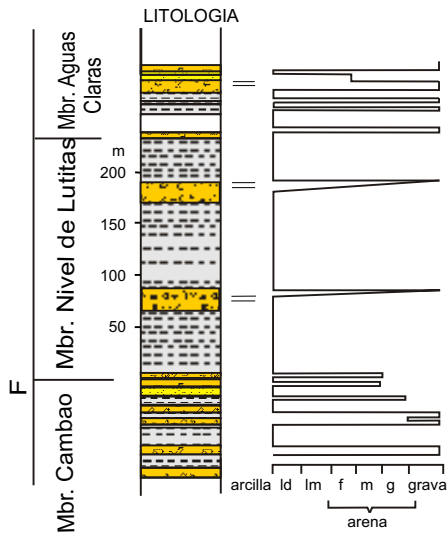 LITOLOGIA
Mbr. Aguas
Claras
m
200
Mbr. Nivel de Lutitas
150
100
50
F
Mbr. Cambao
arcilla ld lm f m g grava
arena